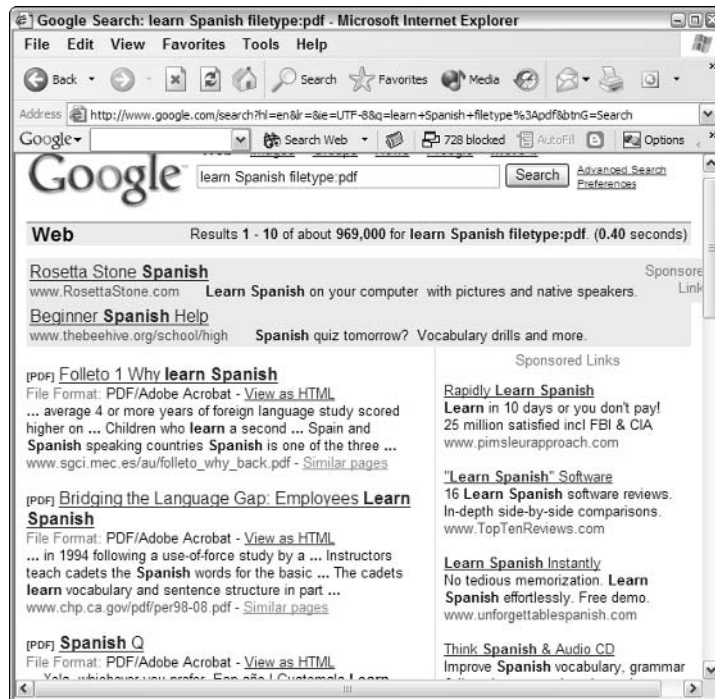 Google Search: learn Spanish filetype:pdf - Microsoft Internet Explorer
File Edit View Favorites Tools Help
Back Search Favorites Media
Address http://www.google.com/search?hl=en&lr=&ie=UTF-8&q=learn+Spanish+filetype%3Apdf&btnG=Search
Google Search Web 728 blocked AutoFill Options
Google learn Spanish filetype:pdf Search Advanced Search
Preferences
Web Results 1 - 10 of about 969,000 for learn Spanish filetype:pdf. (0.40 seconds)
Rosetta Stone Spanish Sponsore
www.RosettaStone.com Learn Spanish on your computer with pictures and native speakers. Link
Beginner Spanish Help
www.thebeehive.org/school/high Spanish quiz tomorrow? Vocabulary drills and more.
[PDF] Folleto 1 Why learn Spanish
File Format: PDF/Adobe Acrobat - View as HTML
... average 4 or more years of foreign language study scored
higher on ... Children who learn a second ... Spain and
Spanish speaking countries Spanish is one of the three ...
www.sgci.mec.es/au/folleto_why_back.pdf - Similar pages
[PDF] Bridging the Language Gap: Employees Learn
Spanish
File Format: PDF/Adobe Acrobat - View as HTML
... in 1994 following a use-of-force study by a ... Instructors
teach cadets the Spanish words for the basic ... The cadets
learn vocabulary and sentence structure in part ...
www.chp.ca.gov/pdf/per98-08.pdf - Similar pages
[PDF] Spanish Q
File Format: PDF/Adobe Acrobat - View as HTML
Sponsored Links
Rapidly Learn Spanish
Learn in 10 days or you don't pay!
25 million satisfied incl FBI & CIA
www.pimsleurapproach.com
"Learn Spanish" Software
16 Learn Spanish software reviews.
In-depth side-by-side comparisons.
www.TopTenReviews.com
Learn Spanish Instantly
No tedious memorization. Learn
Spanish effortlessly. Free demo.
www.unforgettablespanish.com
Think Spanish & Audio CD
Improve Spanish vocabulary, grammar